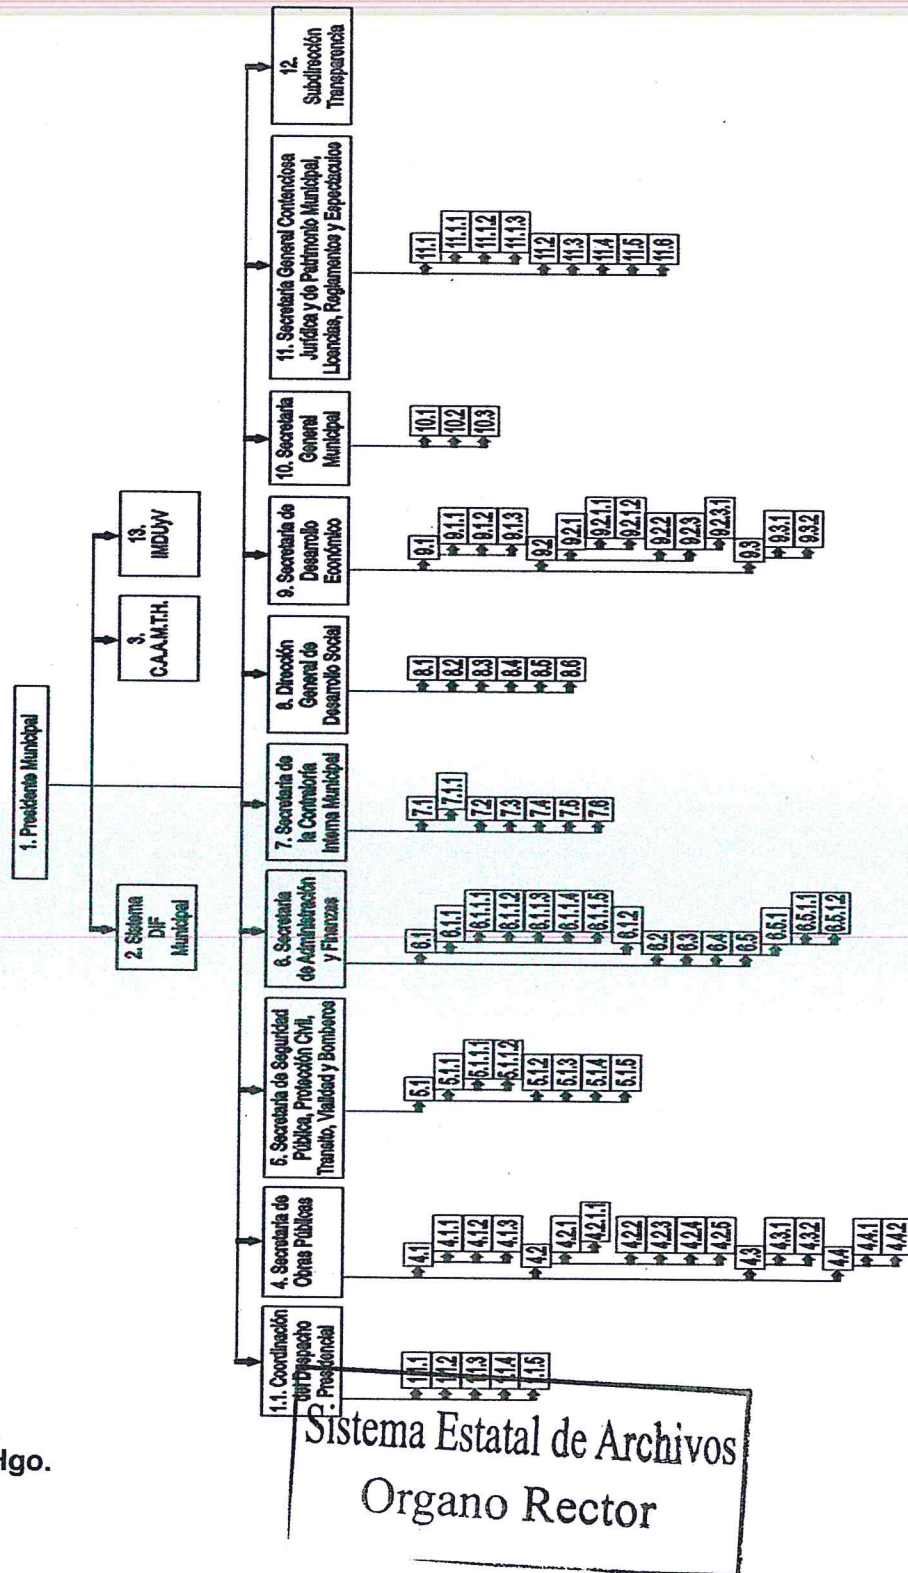 1. Presidente Municipal
2. Sistema
DIF
Municipal
3.
C.A.A.M.T.H.
13.
IMDUyV
1.1. Coordinación
del Despacho
Presidencial
4. Secretaria de
Obras Públicas
5. Secretaria de Seguridad
Pública, Protección Civil,
Transito, Vialidad y Bomberos
6. Secretaria
de Administración
y Finanzas
7. Secretaria de
la Contraloria
Interna Municipal
8. Dirección
General de
Desarrollo Social
9. Secretaria de
Desarrollo
Económico
10. Secretaria
General
Municipal
11. Secretaria General Contenciosa
Jurídica y de Patrimonio Municipal,
Licencias, Reglamentos y Espectaculos
12.
Subdirección
Transparencia
1.1.1
1.1.2
1.1.3
1.1.4
1.1.5
4.1
4.1.1
4.1.2
4.1.3
4.2
4.2.1
4.2.1.1
4.2.2
4.2.3
4.2.4
4.2.5
4.3
4.3.1
4.3.2
4.4
4.4.1
4.4.2
5.1
5.1.1
5.1.1.1
5.1.1.2
5.1.2
5.1.3
5.1.4
5.1.5
6.1
6.1.1
6.1.1.1
6.1.1.2
6.1.1.3
6.1.1.4
6.1.1.5
6.1.2
6.2
6.3
6.4
6.5
6.5.1
6.5.1.1
6.5.1.2
7.1
7.1.1
7.2
7.3
7.4
7.5
7.6
8.1
8.2
8.3
8.4
8.5
8.6
9.1
9.1.1
9.1.2
9.1.3
9.2
9.2.1
9.2.1.1
9.2.1.2
9.2.2
9.2.3
9.2.3.1
9.3
9.3.1
9.3.2
10.1
10.2
10.3
11.1
11.1.1
11.1.2
11.1.3
11.2
11.3
11.4
11.5
11.6
Hgo.
Sistema Estatal de Archivos
Organo Rector